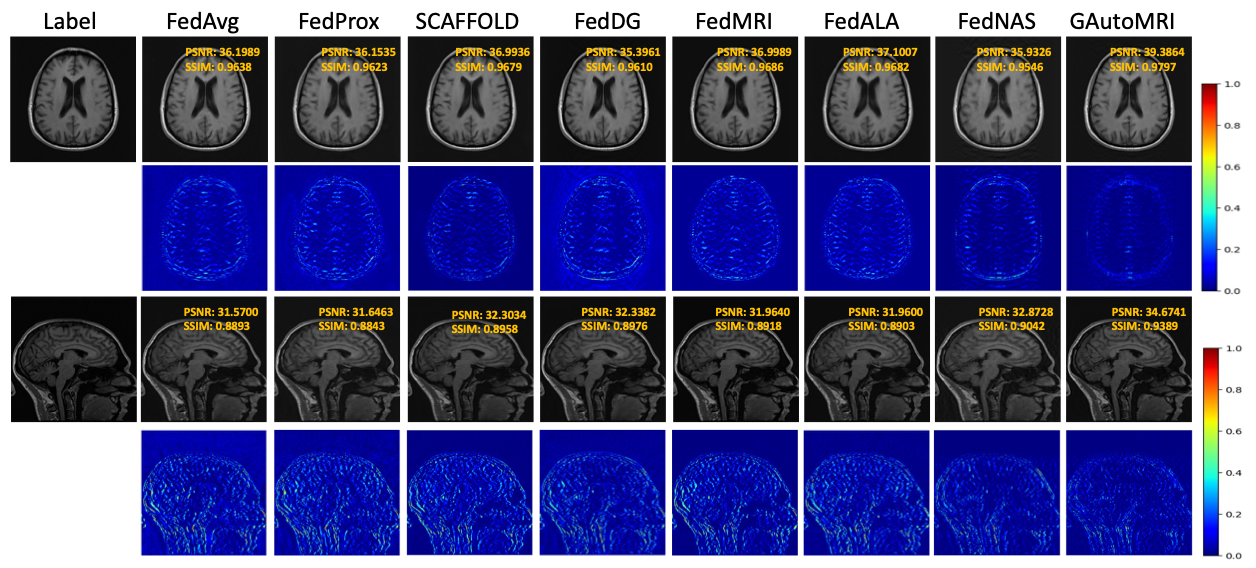 Label FedAvg FedProx SCAFFOLD FedDG FedMRI FedALA FedNAS GAutoMRI
PSNR: 36.1989 PSNR: 36.1535 PSNR: 36.9936 PSNR: 35.3961 PSNR: 36.9989 PSNR: 37.1007 PSNR: 35.9326 PSNR: 39.3864
SSIM: 0.9638 SSIM: 0.9623 SSIM: 0.9679 SSIM: 0.9610 SSIM: 0.9686 SSIM: 0.9682 SSIM: 0.9546 SSIM: 0.9797
1.0
0.8
0.6
0.4
0.2
0.0
PSNR: 31.5700 PSNR: 31.6463 PSNR: 32.3034 PSNR: 32.3382 PSNR: 31.9640 PSNR: 31.9600 PSNR: 32.8728 PSNR: 34.6741
SSIM: 0.8893 SSIM: 0.8843 SSIM: 0.8958 SSIM: 0.8976 SSIM: 0.8918 SSIM: 0.8903 SSIM: 0.9042 SSIM: 0.9389
1.0
0.8
0.6
0.4
0.2
0.0